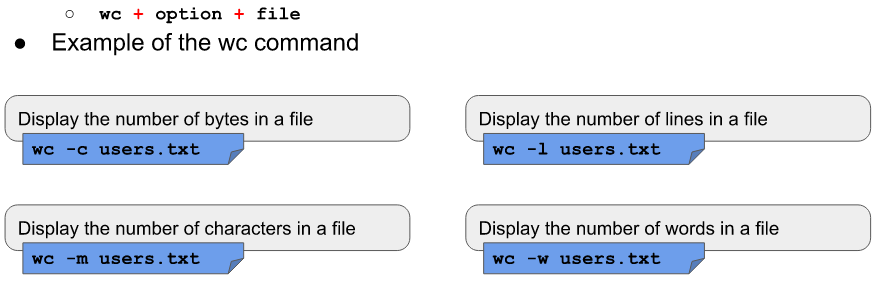 ○ wc + option + file
● Example of the wc command
Display the number of bytes in a file
wc -c users.txt
Display the number of lines in a file
wc -l users.txt
Display the number of characters in a file
wc -m users.txt
Display the number of words in a file
wc -w users.txt